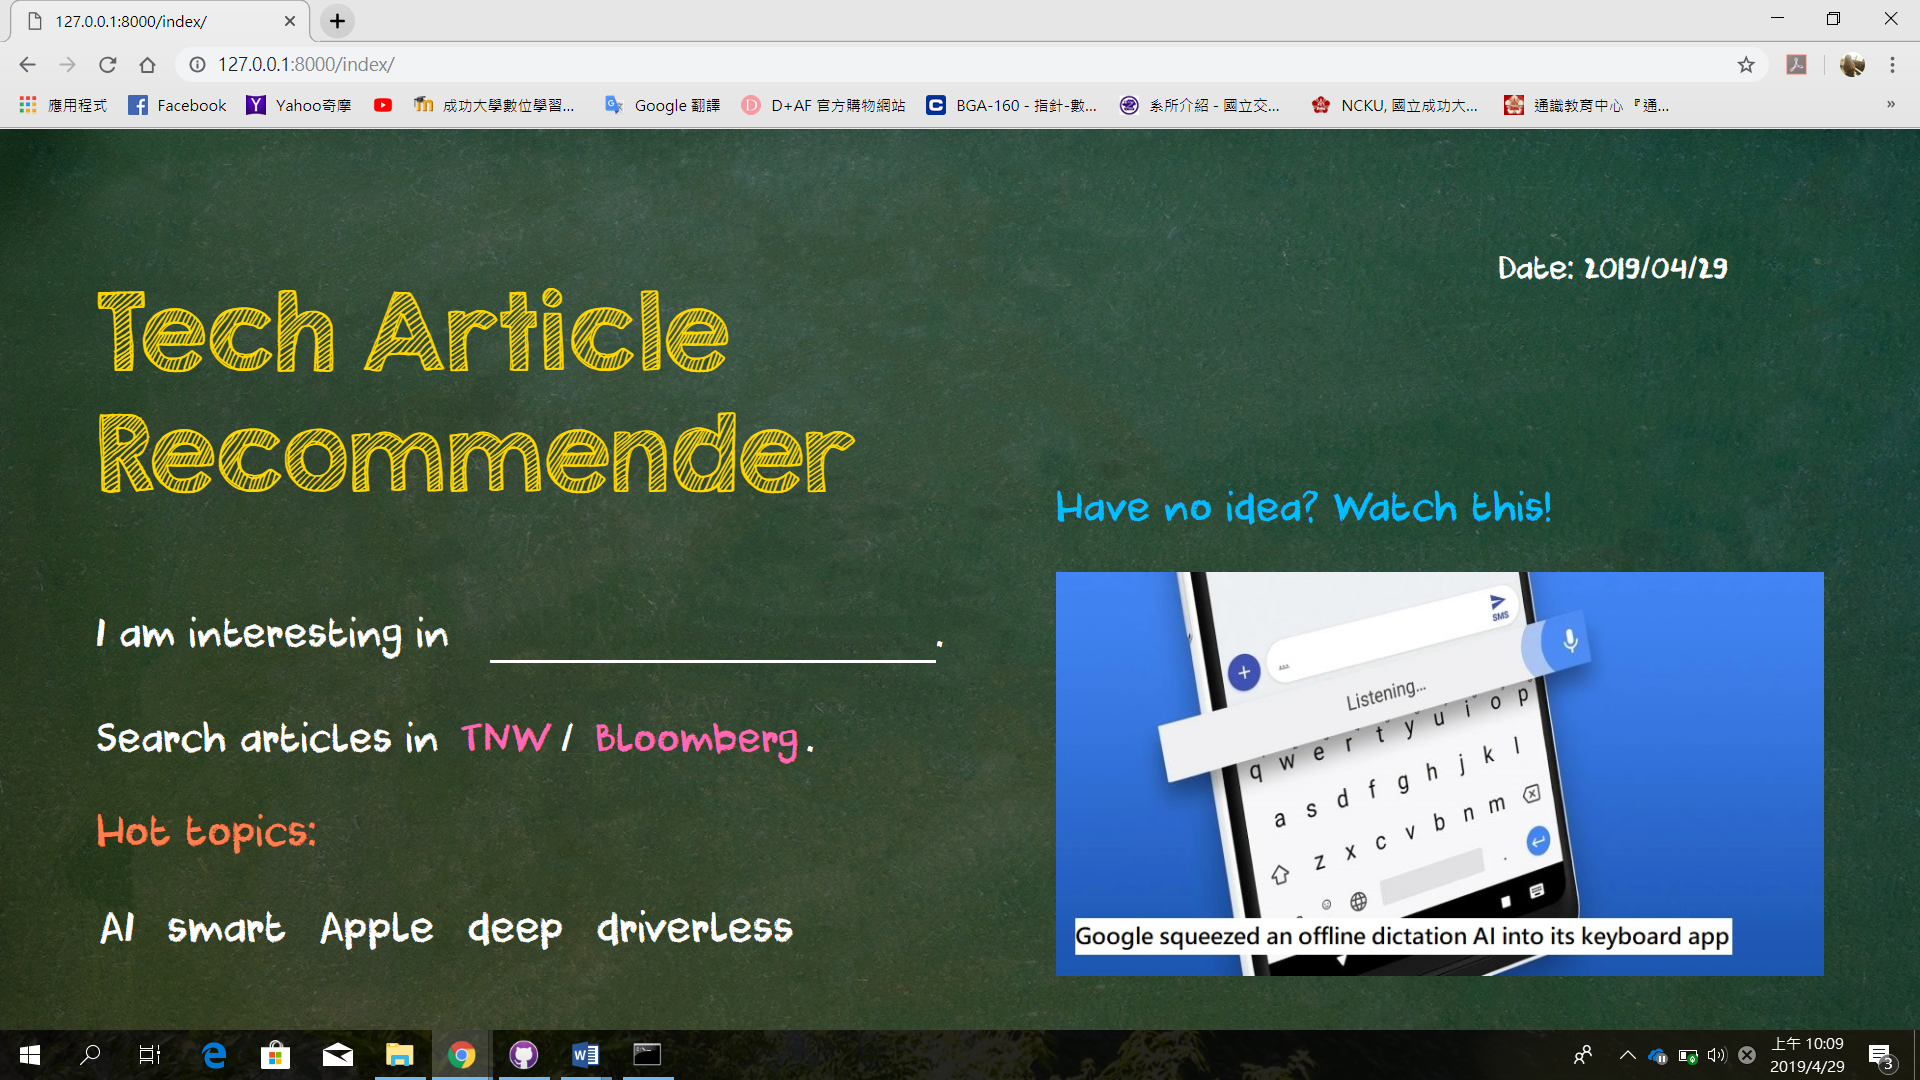 127.0.0.1:8000/index/
127.0.0.1:8000/index/
應用程式 Facebook Yahoo奇摩 成功大學數位學習... Google 翻譯 D+AF 官方購物網站 BGA-160 - 指針-數... 系所介紹 - 國立交... NCKU, 國立成功大... 通識教育中心 『通... »
Date: 2019/04/29
Tech Article
Recommender
Have no idea? Watch this!
I am interesting in .
Search articles in TNW / Bloomberg .
Hot topics:
AI smart Apple deep driverless
SMS
...
Listening...
q w e r t y u i o p
a s d f g h j k l
z x c v b n m
.
Google squeezed an offline dictation AI into its keyboard app
上午 10:09
2019/4/29
3